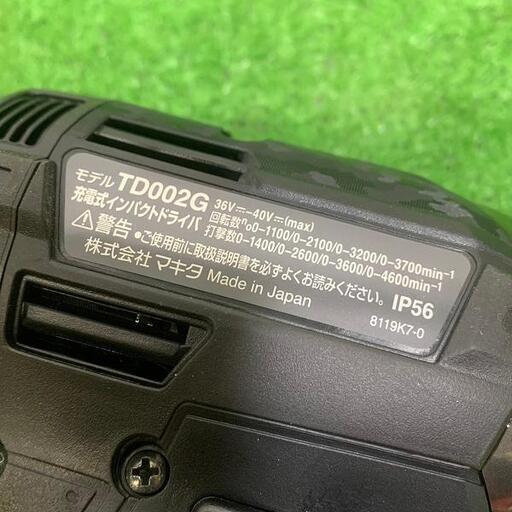 モデル TD002G 36V⎓-40V⎓(max)
充電式インパクトドライバ 回転数n₀0-1100/0-2100/0-3200/0-3700min⁻¹
打撃数0-1400/0-2600/0-3600/0-4600min⁻¹
⚠警告 •ご使用前に取扱説明書を必ずよくお読みください。 IP56
株式会社 マキタ Made in Japan
8119K7-0